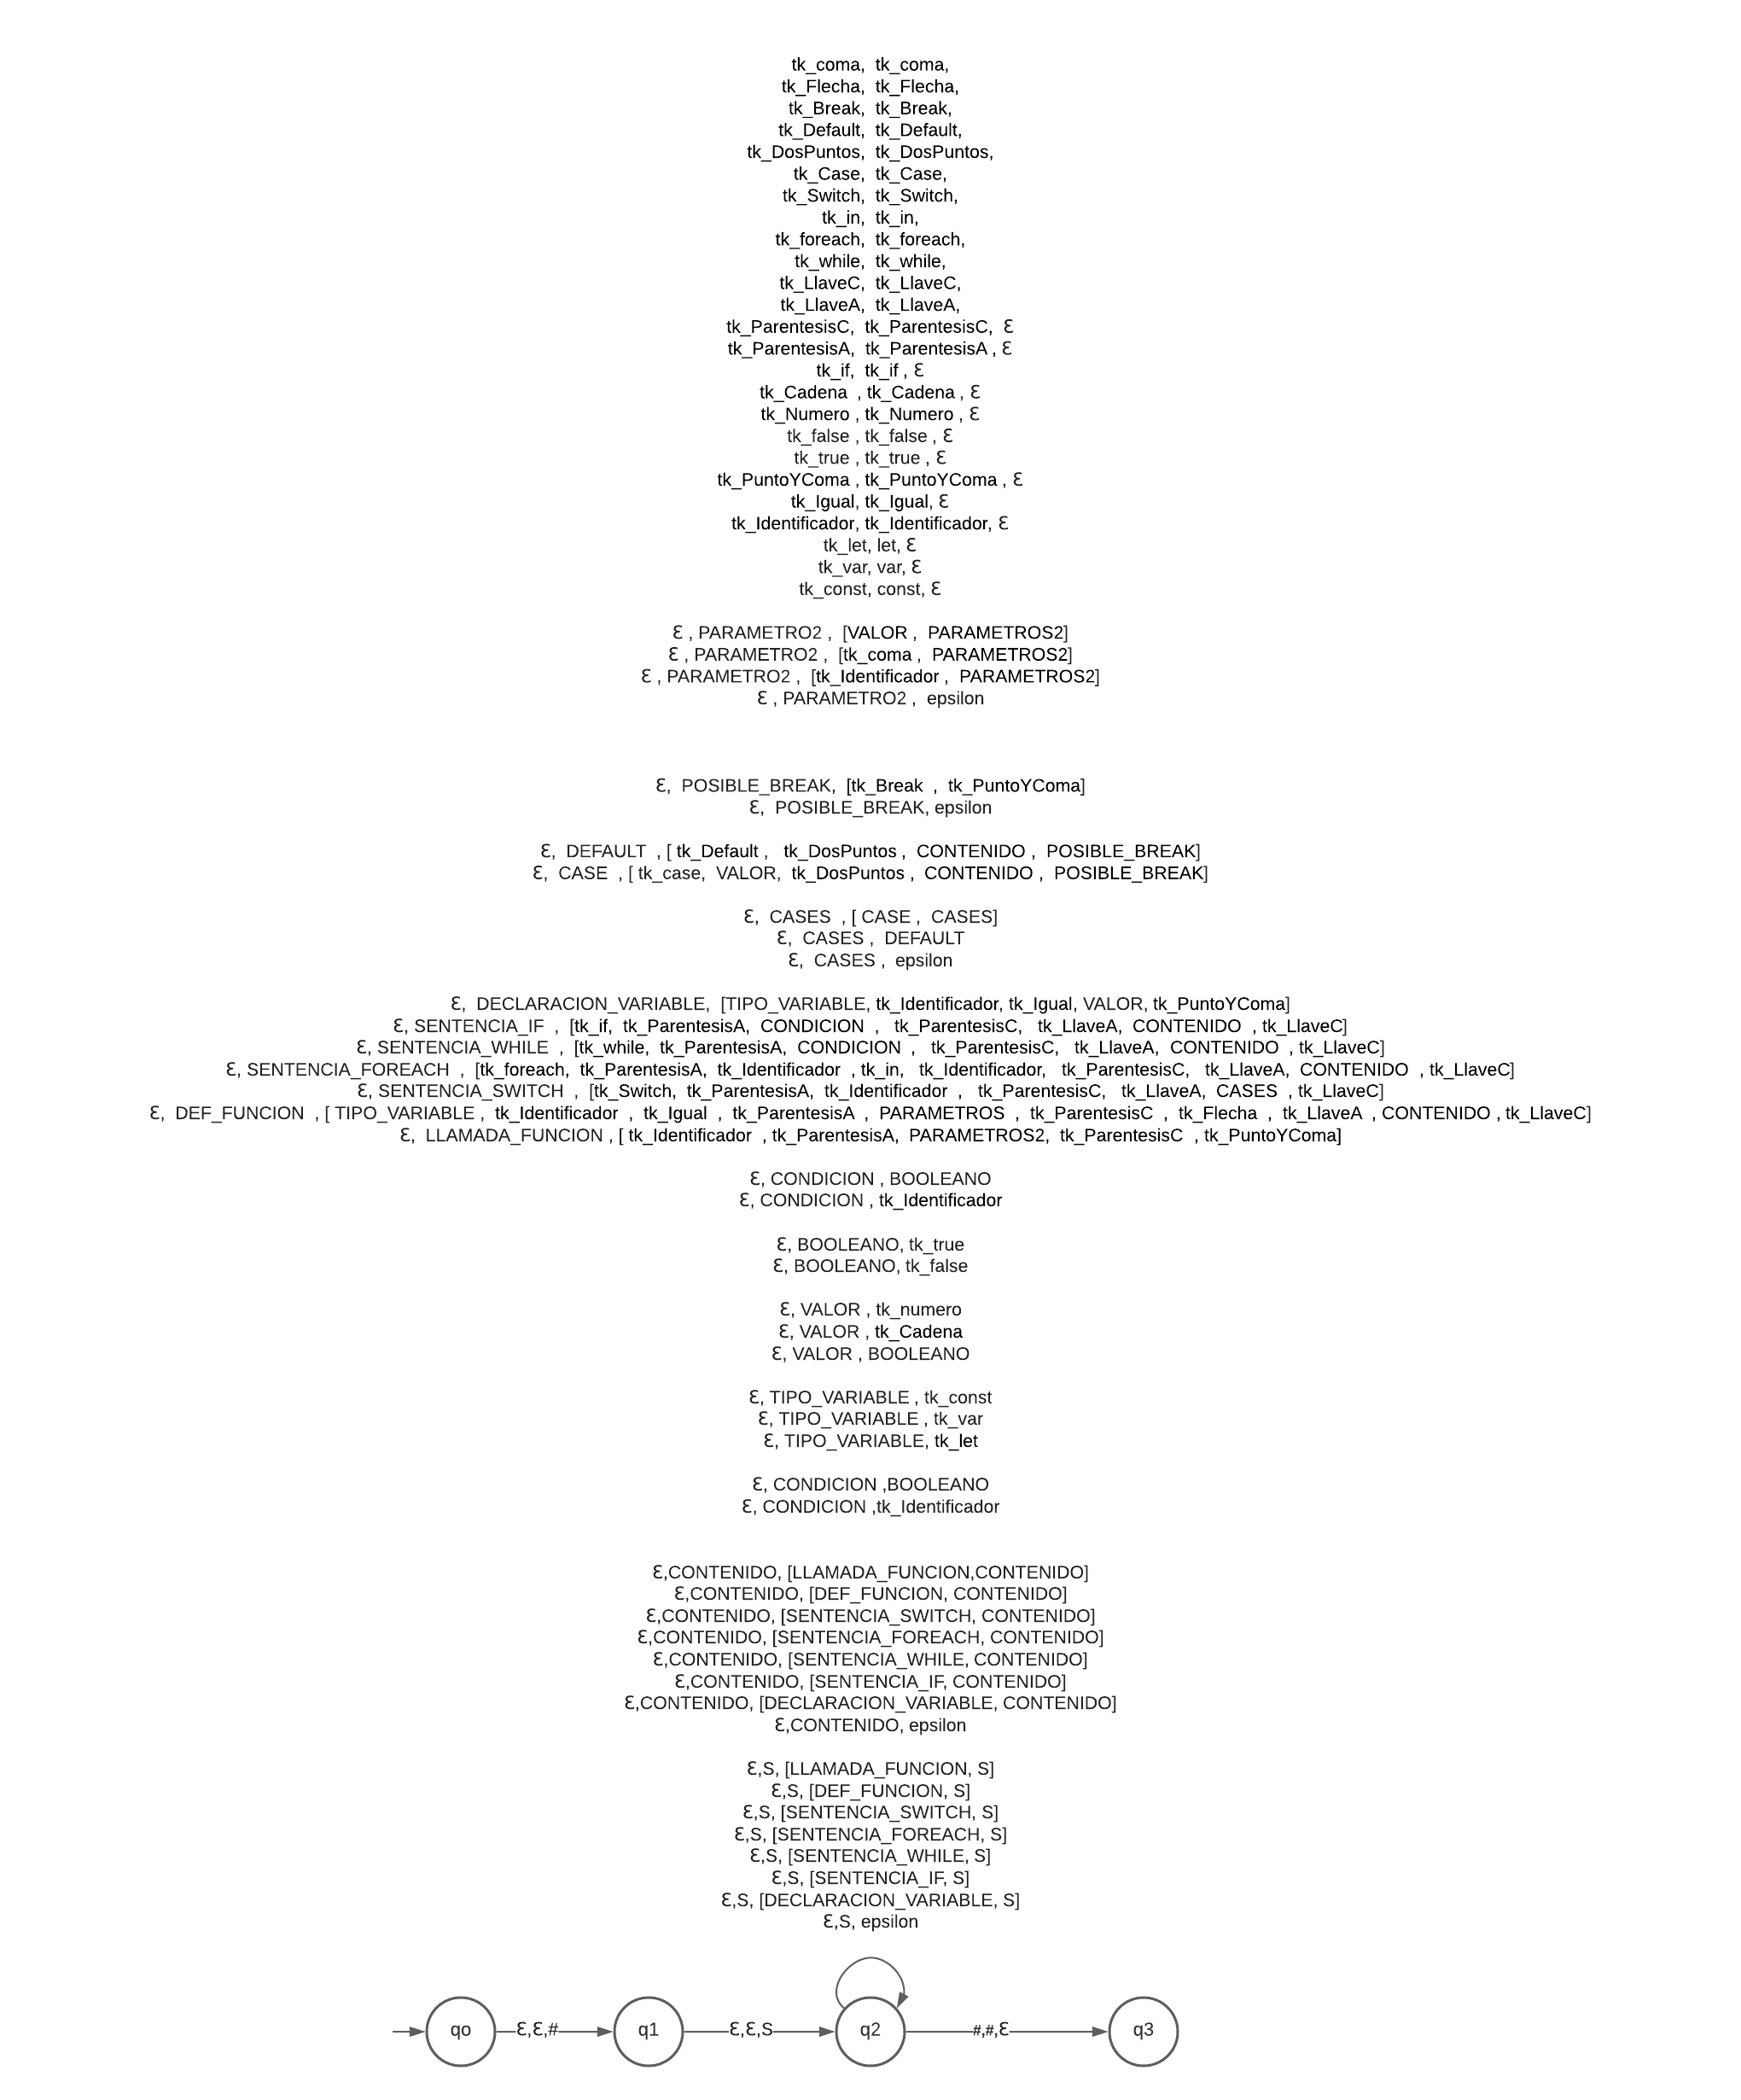 tk_coma, tk_coma,
tk_Flecha, tk_Flecha,
tk_Break, tk_Break,
tk_Default, tk_Default,
tk_DosPuntos, tk_DosPuntos,
tk_Case, tk_Case,
tk_Switch, tk_Switch,
tk_in, tk_in,
tk_foreach, tk_foreach,
tk_while, tk_while,
tk_LlaveC, tk_LlaveC,
tk_LlaveA, tk_LlaveA,
tk_ParentesisC, tk_ParentesisC, Ɛ
tk_ParentesisA, tk_ParentesisA , Ɛ
tk_if, tk_if , Ɛ
tk_Cadena , tk_Cadena , Ɛ
tk_Numero , tk_Numero , Ɛ
tk_false , tk_false , Ɛ
tk_true , tk_true , Ɛ
tk_PuntoYComa , tk_PuntoYComa , Ɛ
tk_Igual, tk_Igual, Ɛ
tk_Identificador, tk_Identificador, Ɛ
tk_let, let, Ɛ
tk_var, var, Ɛ
tk_const, const, Ɛ
Ɛ , PARAMETRO2 , [VALOR , PARAMETROS2]
Ɛ , PARAMETRO2 , [tk_coma , PARAMETROS2]
Ɛ , PARAMETRO2 , [tk_Identificador , PARAMETROS2]
Ɛ , PARAMETRO2 , epsilon
Ɛ, POSIBLE_BREAK, [tk_Break , tk_PuntoYComa]
Ɛ, POSIBLE_BREAK, epsilon
Ɛ, DEFAULT , [ tk_Default , tk_DosPuntos , CONTENIDO , POSIBLE_BREAK]
Ɛ, CASE , [ tk_case, VALOR, tk_DosPuntos , CONTENIDO , POSIBLE_BREAK]
Ɛ, CASES , [ CASE , CASES]
Ɛ, CASES , DEFAULT
Ɛ, CASES , epsilon
Ɛ, DECLARACION_VARIABLE, [TIPO_VARIABLE, tk_Identificador, tk_Igual, VALOR, tk_PuntoYComa]
Ɛ, SENTENCIA_IF , [tk_if, tk_ParentesisA, CONDICION , tk_ParentesisC, tk_LlaveA, CONTENIDO , tk_LlaveC]
Ɛ, SENTENCIA_WHILE , [tk_while, tk_ParentesisA, CONDICION , tk_ParentesisC, tk_LlaveA, CONTENIDO , tk_LlaveC]
Ɛ, SENTENCIA_FOREACH , [tk_foreach, tk_ParentesisA, tk_Identificador , tk_in, tk_Identificador, tk_ParentesisC, tk_LlaveA, CONTENIDO , tk_LlaveC]
Ɛ, SENTENCIA_SWITCH , [tk_Switch, tk_ParentesisA, tk_Identificador , tk_ParentesisC, tk_LlaveA, CASES , tk_LlaveC]
Ɛ, DEF_FUNCION , [ TIPO_VARIABLE , tk_Identificador , tk_Igual , tk_ParentesisA , PARAMETROS , tk_ParentesisC , tk_Flecha , tk_LlaveA , CONTENIDO , tk_LlaveC]
Ɛ, LLAMADA_FUNCION , [ tk_Identificador , tk_ParentesisA, PARAMETROS2, tk_ParentesisC , tk_PuntoYComa]
Ɛ, CONDICION , BOOLEANO
Ɛ, CONDICION , tk_Identificador
Ɛ, BOOLEANO, tk_true
Ɛ, BOOLEANO, tk_false
Ɛ, VALOR , tk_numero
Ɛ, VALOR , tk_Cadena
Ɛ, VALOR , BOOLEANO
Ɛ, TIPO_VARIABLE , tk_const
Ɛ, TIPO_VARIABLE , tk_var
Ɛ, TIPO_VARIABLE, tk_let
Ɛ, CONDICION ,BOOLEANO
Ɛ, CONDICION ,tk_Identificador
Ɛ,CONTENIDO, [LLAMADA_FUNCION,CONTENIDO]
Ɛ,CONTENIDO, [DEF_FUNCION, CONTENIDO]
Ɛ,CONTENIDO, [SENTENCIA_SWITCH, CONTENIDO]
Ɛ,CONTENIDO, [SENTENCIA_FOREACH, CONTENIDO]
Ɛ,CONTENIDO, [SENTENCIA_WHILE, CONTENIDO]
Ɛ,CONTENIDO, [SENTENCIA_IF, CONTENIDO]
Ɛ,CONTENIDO, [DECLARACION_VARIABLE, CONTENIDO]
Ɛ,CONTENIDO, epsilon
Ɛ,S, [LLAMADA_FUNCION, S]
Ɛ,S, [DEF_FUNCION, S]
Ɛ,S, [SENTENCIA_SWITCH, S]
Ɛ,S, [SENTENCIA_FOREACH, S]
Ɛ,S, [SENTENCIA_WHILE, S]
Ɛ,S, [SENTENCIA_IF, S]
Ɛ,S, [DECLARACION_VARIABLE, S]
Ɛ,S, epsilon
qo Ɛ,Ɛ,# q1 Ɛ,Ɛ,S q2 #,#,Ɛ q3